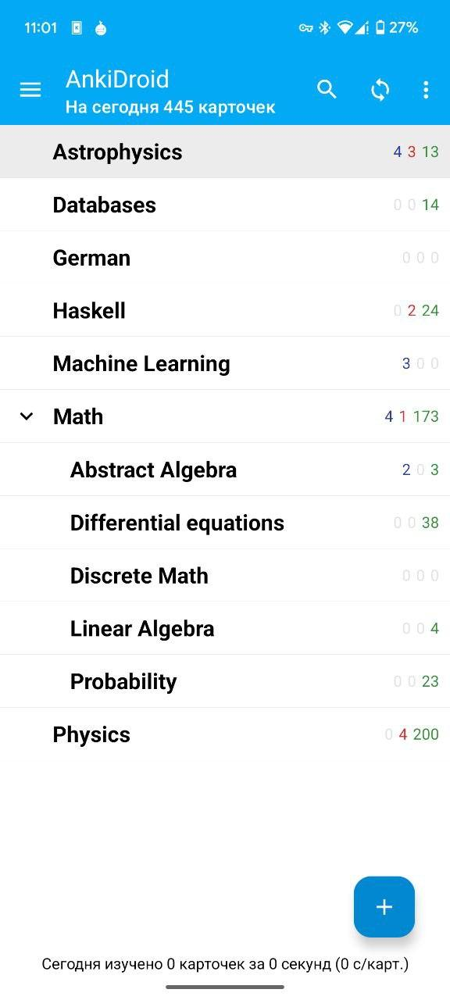 11:01 27%
AnkiDroid
На сегодня 445 карточек
Astrophysics 4 3 13
Databases 0 0 14
German 0 0 0
Haskell 0 2 24
Machine Learning 3 0 0
Math 4 1 173
Abstract Algebra 2 0 3
Differential equations 0 0 38
Discrete Math 0 0 0
Linear Algebra 0 0 4
Probability 0 0 23
Physics 0 4 200
Сегодня изучено 0 карточек за 0 секунд (0 с/карт.)